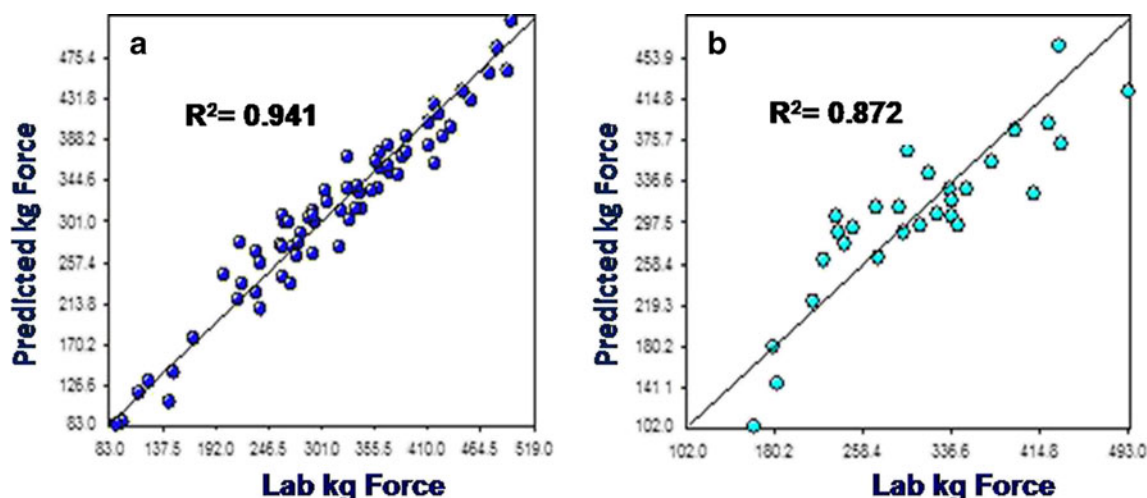 a
R²= 0.941
Predicted kg Force
475.4
431.8
388.2
344.6
301.0
257.4
213.8
170.2
126.6
83.0
83.0 137.5 192.0 246.5 301.0 355.5 410.0 464.5 519.0
Lab kg Force
b
R²= 0.872
Predicted kg Force
453.9
414.8
375.7
336.6
297.5
258.4
219.3
180.2
141.1
102.0
102.0 180.2 258.4 336.6 414.8 493.0
Lab kg Force